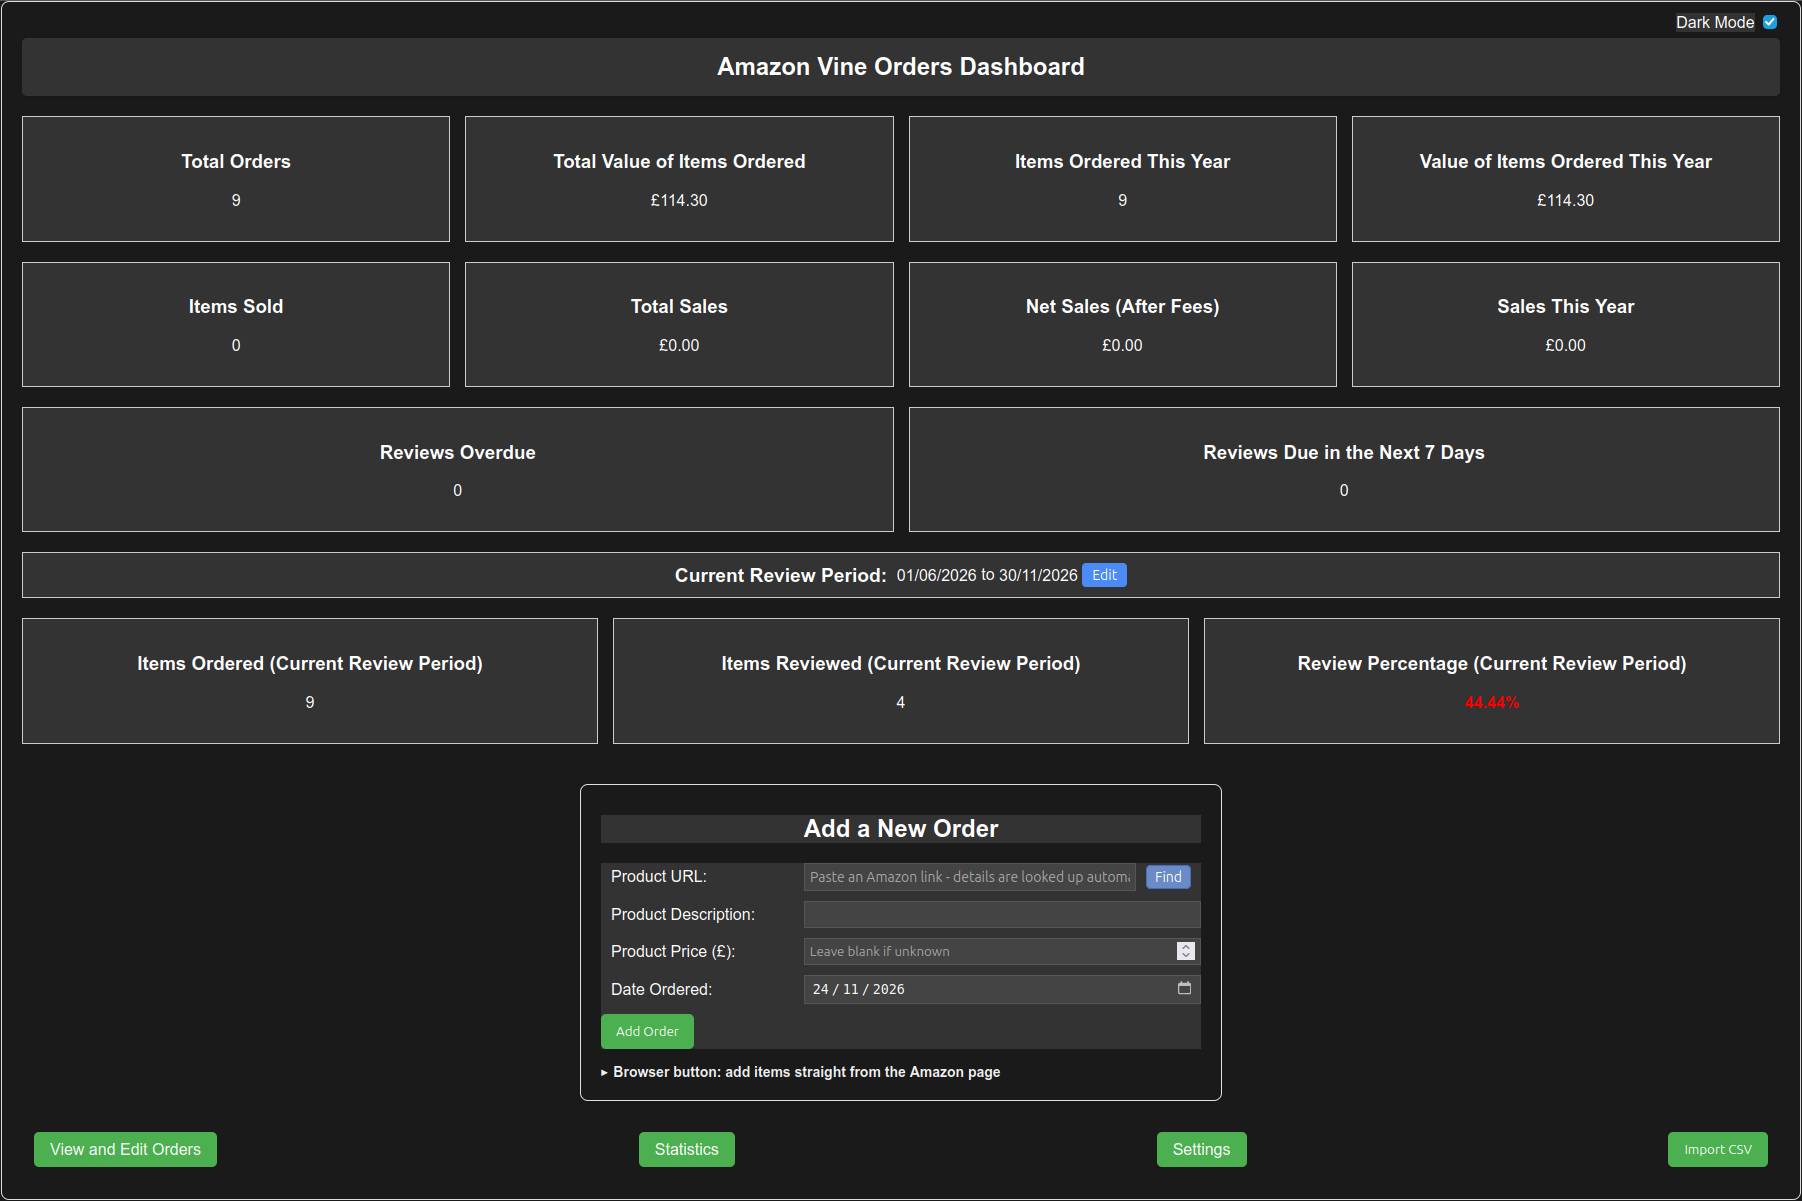 Dark Mode
Amazon Vine Orders Dashboard
Total Orders
9
Total Value of Items Ordered
£114.30
Items Ordered This Year
9
Value of Items Ordered This Year
£114.30
Items Sold
0
Total Sales
£0.00
Net Sales (After Fees)
£0.00
Sales This Year
£0.00
Reviews Overdue
0
Reviews Due in the Next 7 Days
0
Current Review Period: 01/06/2026 to 30/11/2026 Edit
Items Ordered (Current Review Period)
9
Items Reviewed (Current Review Period)
4
Review Percentage (Current Review Period)
44.44%
Add a New Order
Product URL: Paste an Amazon link - details are looked up automa Find
Product Description:
Product Price (£): Leave blank if unknown
Date Ordered: 24 / 11 / 2026
Add Order
▸ Browser button: add items straight from the Amazon page
View and Edit Orders
Statistics
Settings
Import CSV